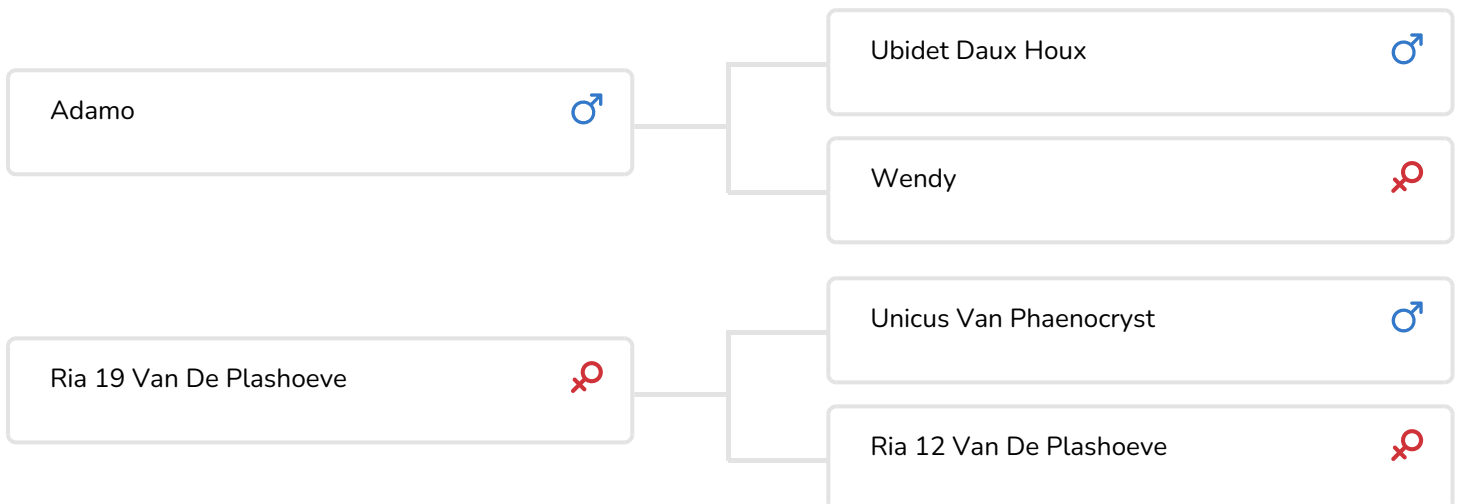 Ubidet Daux Houx
Adamo
Wendy
Unicus Van Phaenocryst
Ria 19 Van De Plashoeve
Ria 12 Van De Plashoeve